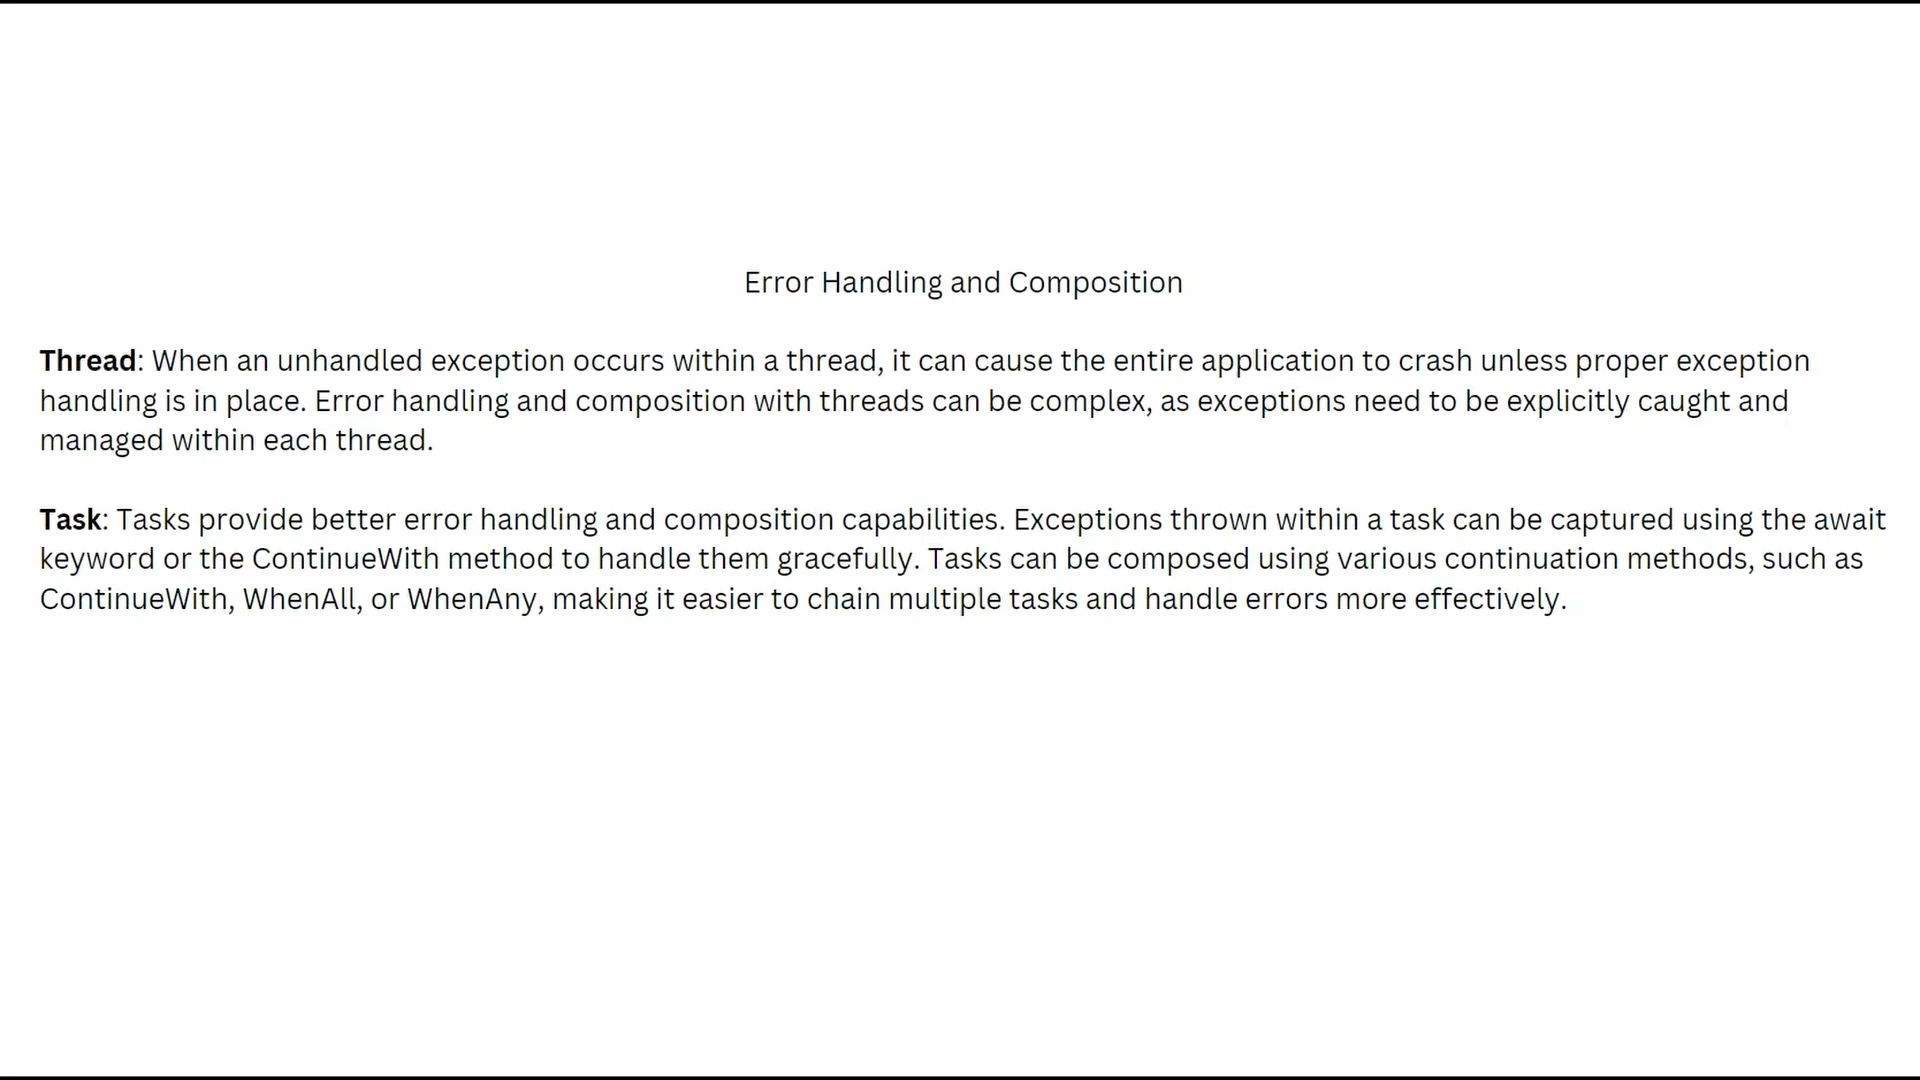 Error Handling and Composition
Thread: When an unhandled exception occurs within a thread, it can cause the entire application to crash unless proper exception
handling is in place. Error handling and composition with threads can be complex, as exceptions need to be explicitly caught and
managed within each thread.
Task: Tasks provide better error handling and composition capabilities. Exceptions thrown within a task can be captured using the await
keyword or the ContinueWith method to handle them gracefully. Tasks can be composed using various continuation methods, such as
ContinueWith, WhenAll, or WhenAny, making it easier to chain multiple tasks and handle errors more effectively.